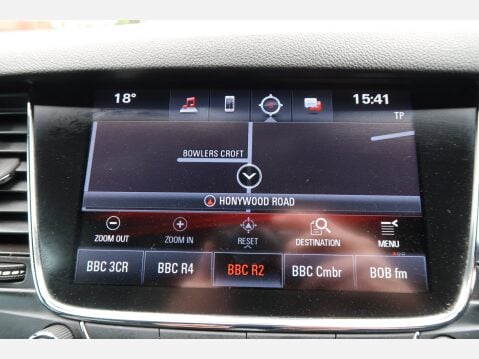 18° 15:41
TP
BOWLERS CROFT
HONYWOOD ROAD
ZOOM OUT ZOOM IN RESET DESTINATION MENU
BBC 3CR BBC R4 BBC R2 BBC Cmbr BOB fm